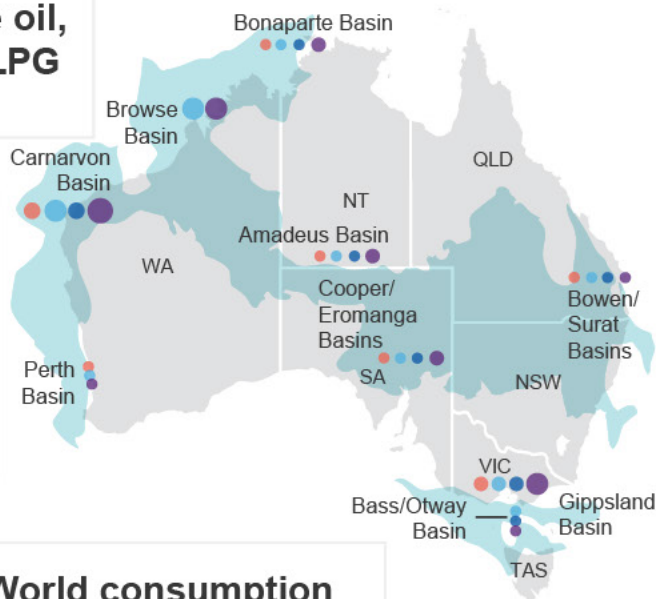 e oil,
LPG
Bonaparte Basin
Browse
Basin
Carnarvon
Basin
QLD
NT
Amadeus Basin
WA
Cooper/
Eromanga
Basins
Bowen/
Surat
Basins
Perth
Basin
SA
NSW
VIC
Bass/Otway
Basin
Gippsland
Basin
TAS
World consumption